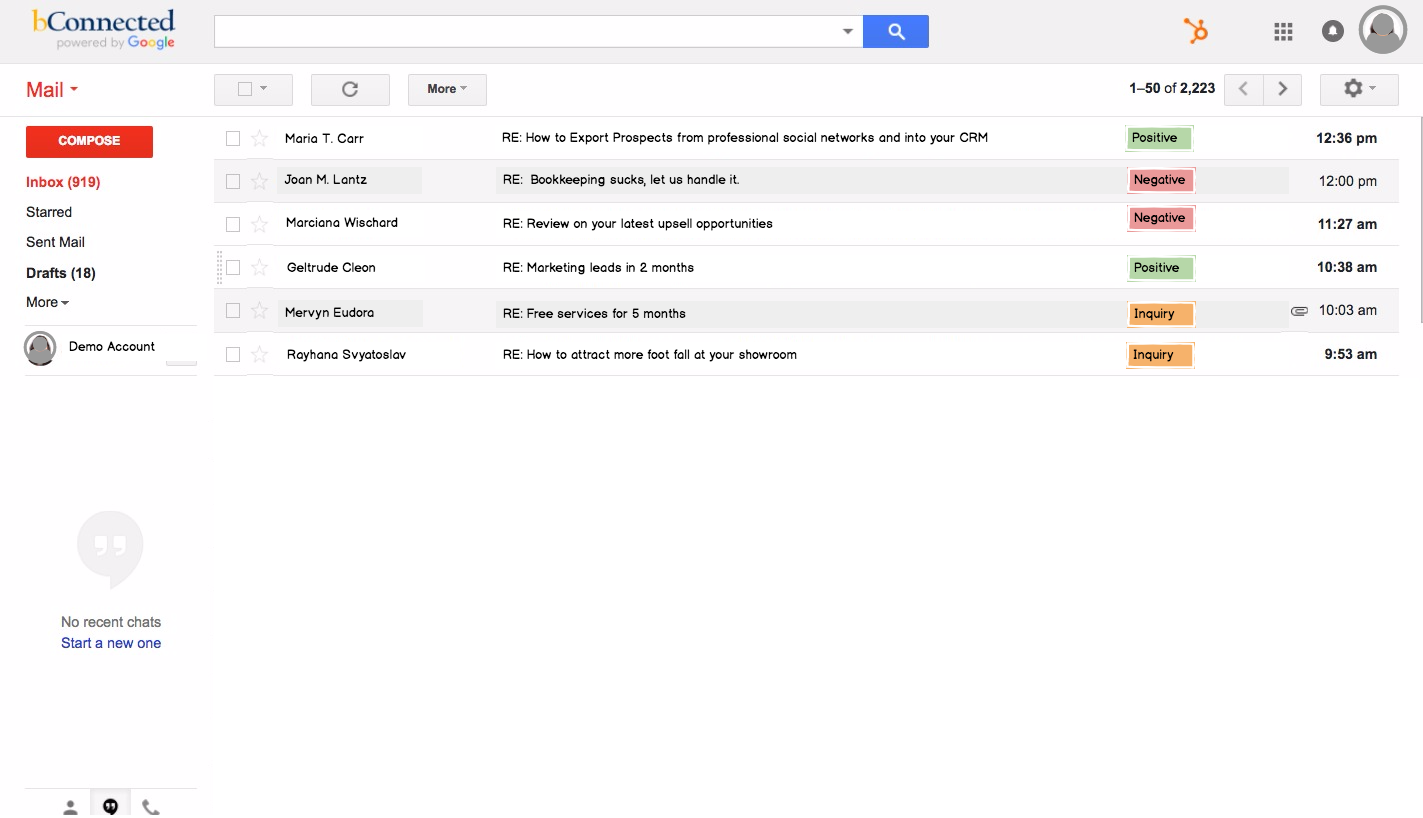 bConnected
powered by Google
Mail
More
1–50 of 2,223
COMPOSE
Inbox (919)
Starred
Sent Mail
Drafts (18)
More
Demo Account
Maria T. Carr RE: How to Export Prospects from professional social networks and into your CRM Positive 12:36 pm
Joan M. Lantz RE: Bookkeeping sucks, let us handle it. Negative 12:00 pm
Marciana Wischard RE: Review on your latest upsell opportunities Negative 11:27 am
Geltrude Cleon RE: Marketing leads in 2 months Positive 10:38 am
Mervyn Eudora RE: Free services for 5 months Inquiry 10:03 am
Rayhana Svyatoslav RE: How to attract more foot fall at your showroom Inquiry 9:53 am
No recent chats
Start a new one